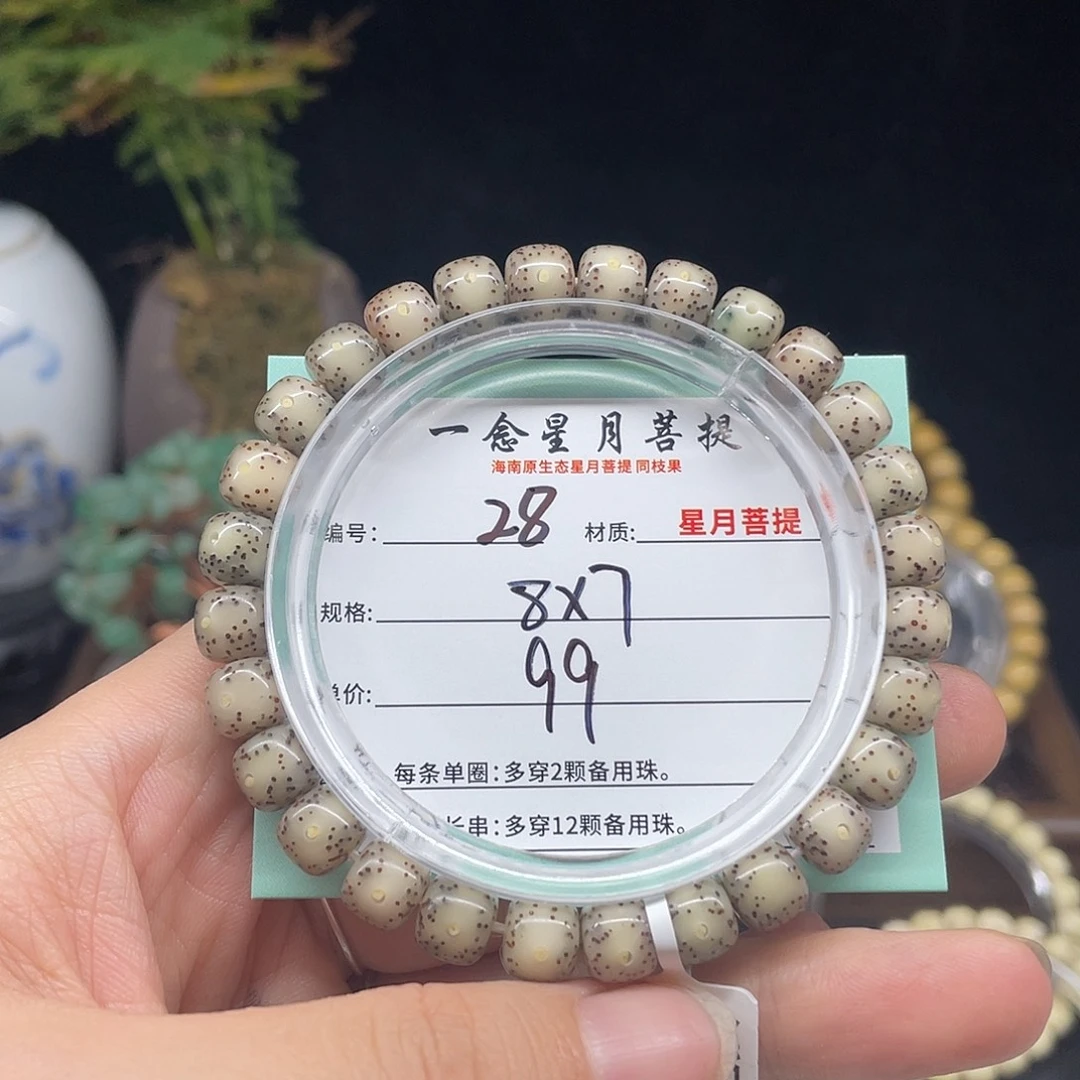 一念星月菩提
海南原生态星月菩提 同枝果
编号: 28 材质: 星月菩提
规格: 8x7
单价: 99
每条单圈:多穿2颗备用珠。
长串:多穿12颗备用珠。